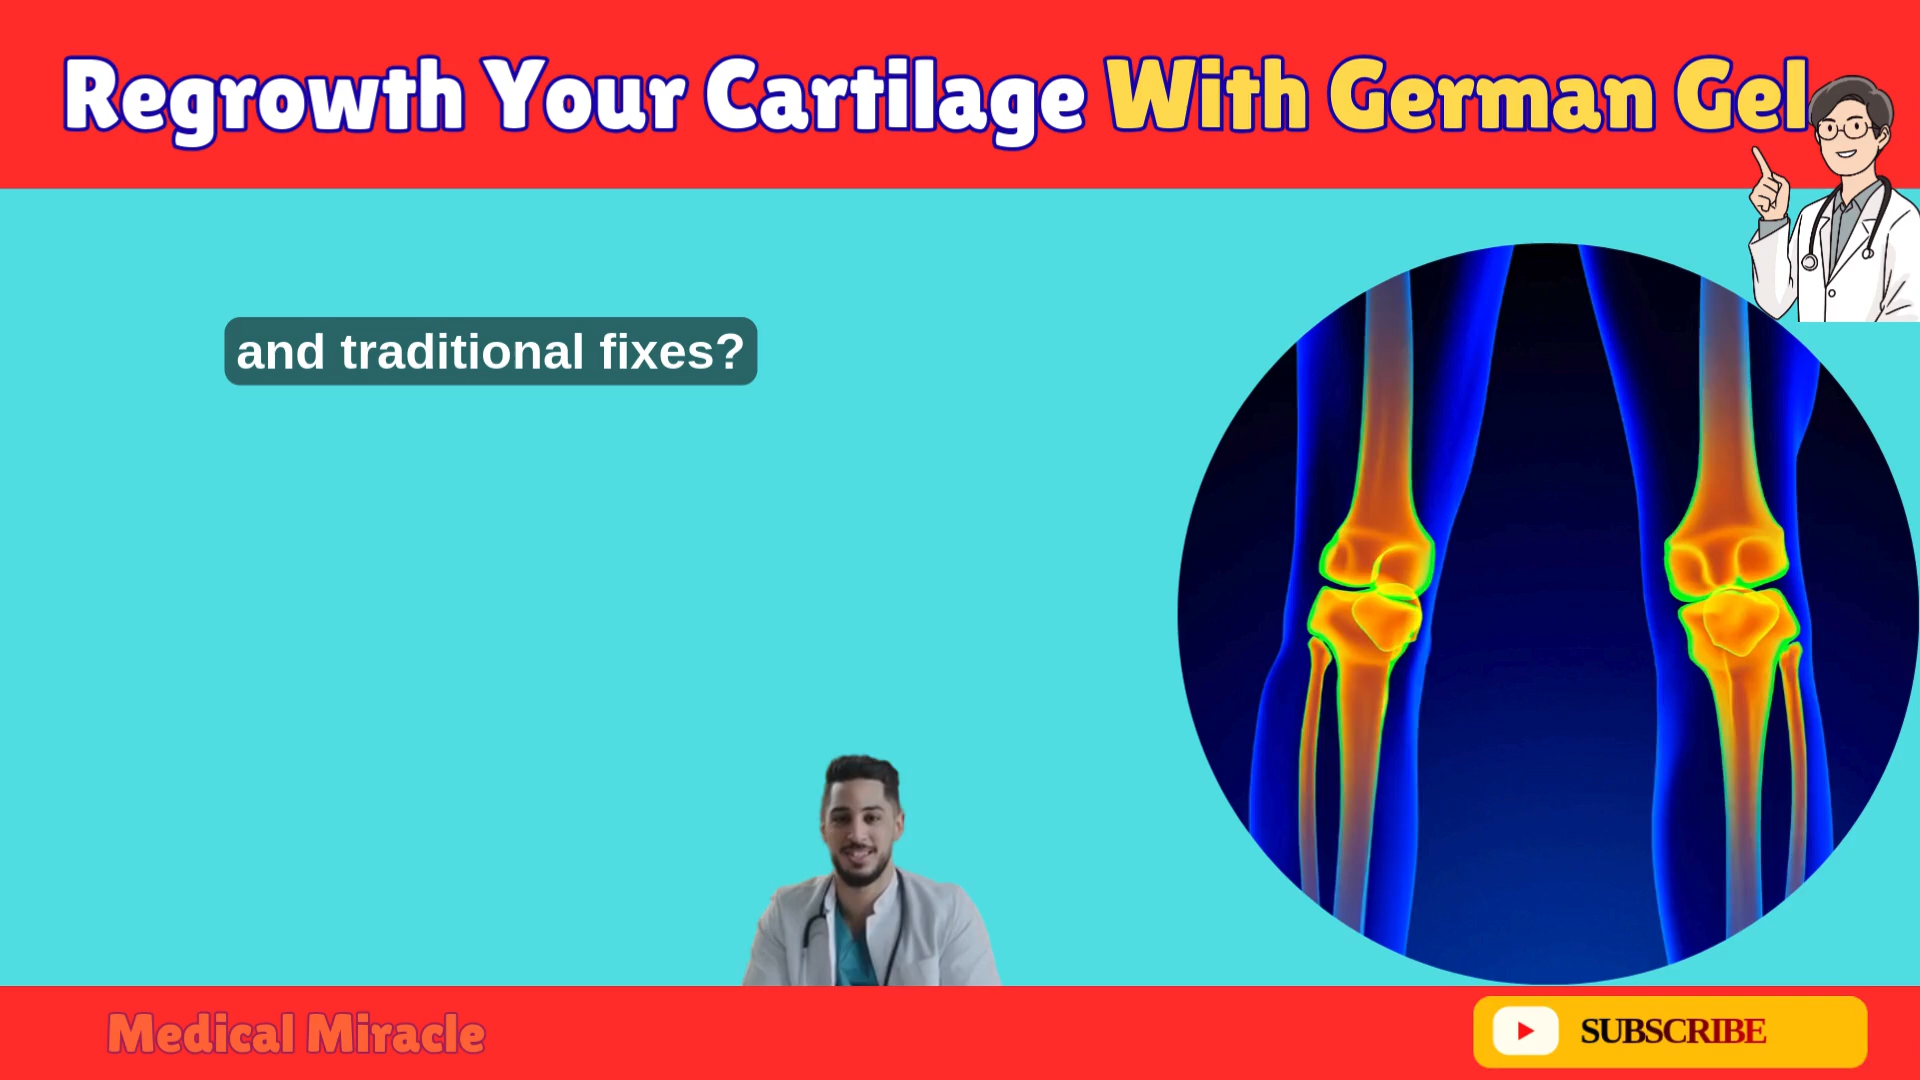 Regrowth Your Cartilage With German Gel
and traditional fixes?
Medical Miracle
SUBSCRIBE